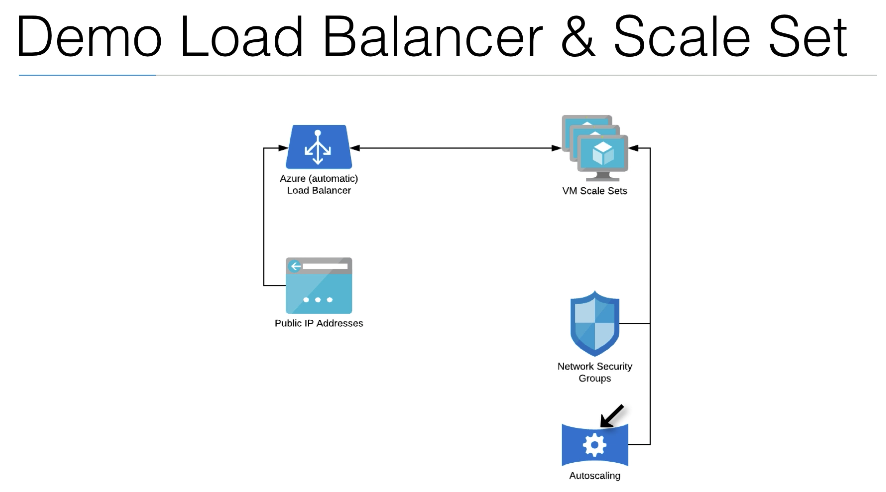 Demo Load Balancer & Scale Set
Azure (automatic)
Load Balancer
VM Scale Sets
Public IP Addresses
Network Security
Groups
Autoscaling